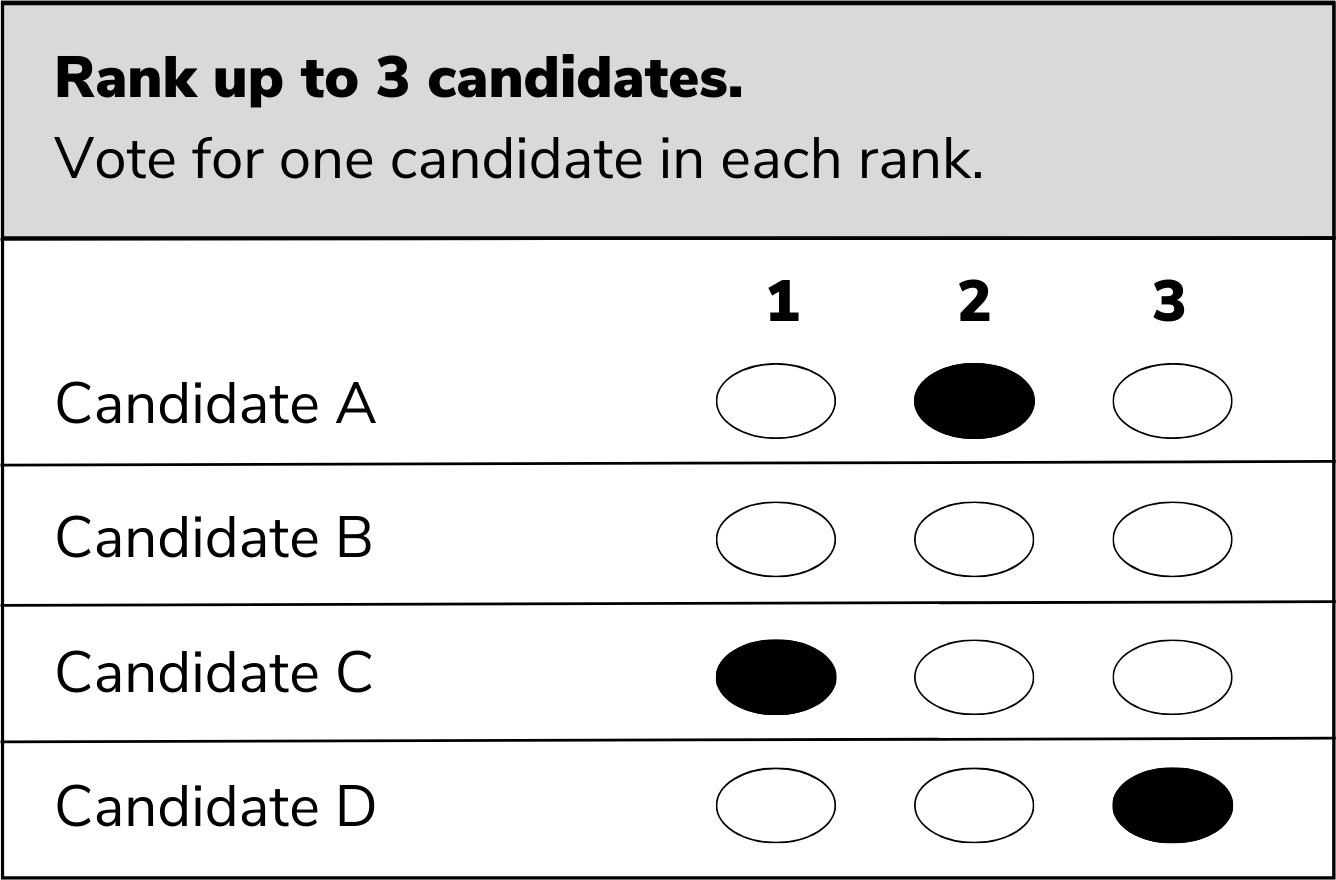 Rank up to 3 candidates.
Vote for one candidate in each rank.
1 2 3
Candidate A
Candidate B
Candidate C
Candidate D